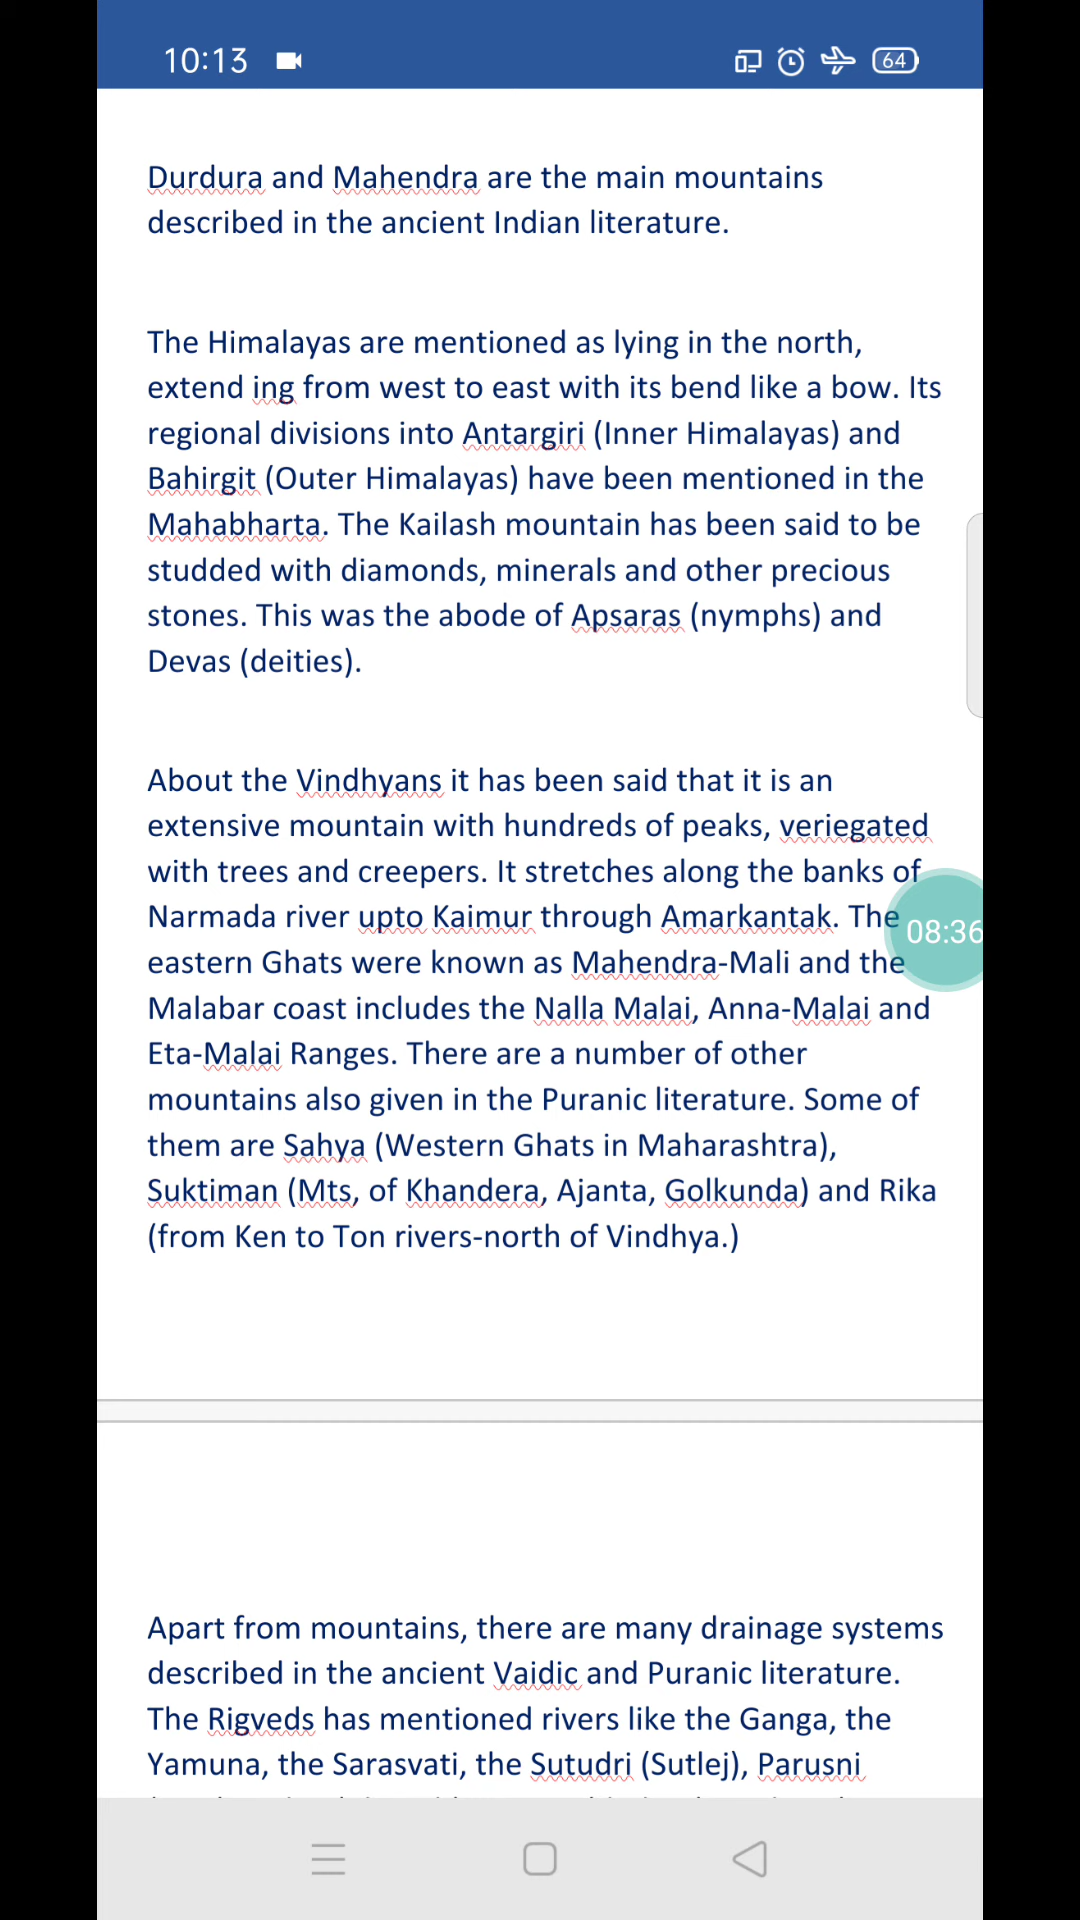 10:13
64
Durdura and Mahendra are the main mountains
described in the ancient Indian literature.
The Himalayas are mentioned as lying in the north,
extend ing from west to east with its bend like a bow. Its
regional divisions into Antargiri (Inner Himalayas) and
Bahirgit (Outer Himalayas) have been mentioned in the
Mahabharta. The Kailash mountain has been said to be
studded with diamonds, minerals and other precious
stones. This was the abode of Apsaras (nymphs) and
Devas (deities).
About the Vindhyans it has been said that it is an
extensive mountain with hundreds of peaks, veriegated
with trees and creepers. It stretches along the banks of
Narmada river upto Kaimur through Amarkantak. The
08:36
eastern Ghats were known as Mahendra-Mali and the
Malabar coast includes the Nalla Malai, Anna-Malai and
Eta-Malai Ranges. There are a number of other
mountains also given in the Puranic literature. Some of
them are Sahya (Western Ghats in Maharashtra),
Suktiman (Mts, of Khandera, Ajanta, Golkunda) and Rika
(from Ken to Ton rivers-north of Vindhya.)
Apart from mountains, there are many drainage systems
described in the ancient Vaidic and Puranic literature.
The Rigveds has mentioned rivers like the Ganga, the
Yamuna, the Sarasvati, the Sutudri (Sutlej), Parusni